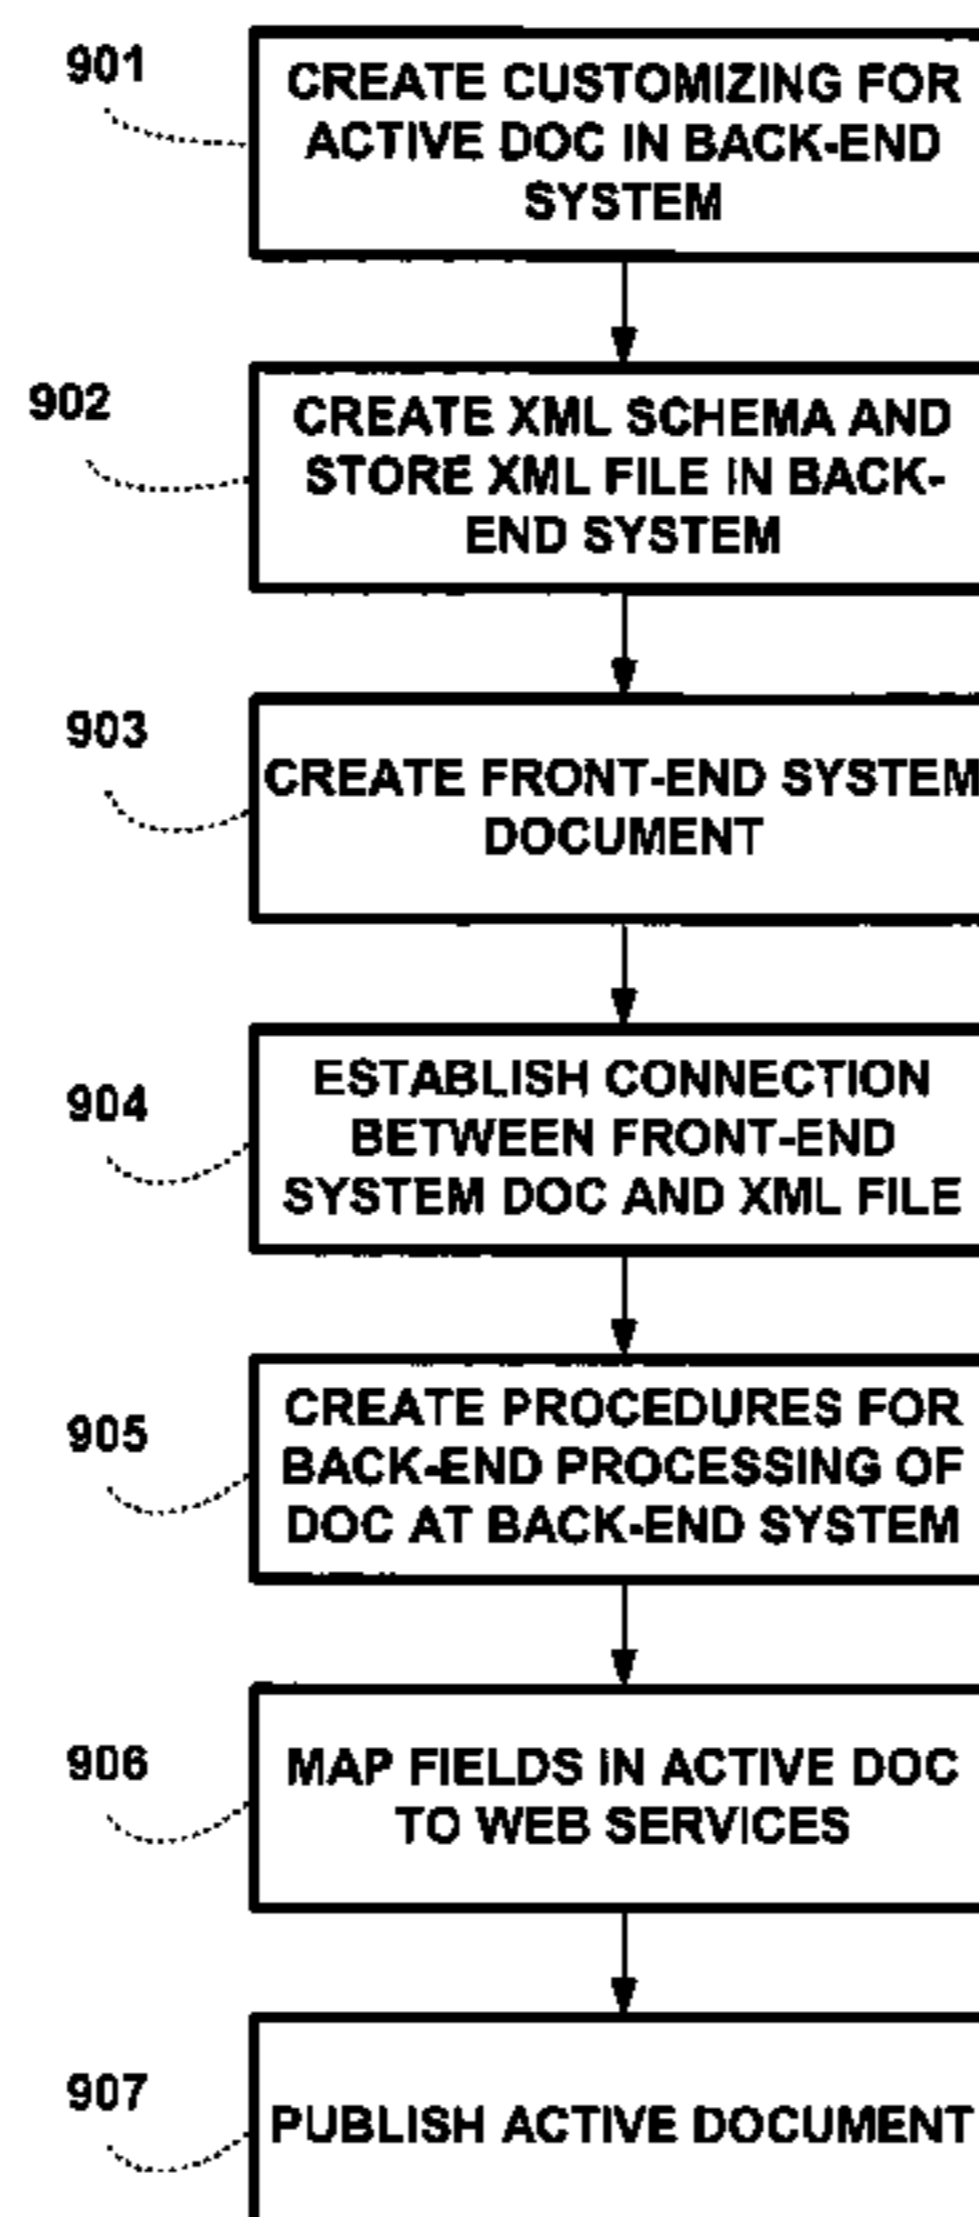 901
CREATE CUSTOMIZING FOR
ACTIVE DOC IN BACK-END
SYSTEM
902
CREATE XML SCHEMA AND
STORE XML FILE IN BACK-
END SYSTEM
903
CREATE FRONT-END SYSTEM
DOCUMENT
904
ESTABLISH CONNECTION
BETWEEN FRONT-END
SYSTEM DOC AND XML FILE
905
CREATE PROCEDURES FOR
BACK-END PROCESSING OF
DOC AT BACK-END SYSTEM
906
MAP FIELDS IN ACTIVE DOC
TO WEB SERVICES
907
PUBLISH ACTIVE DOCUMENT